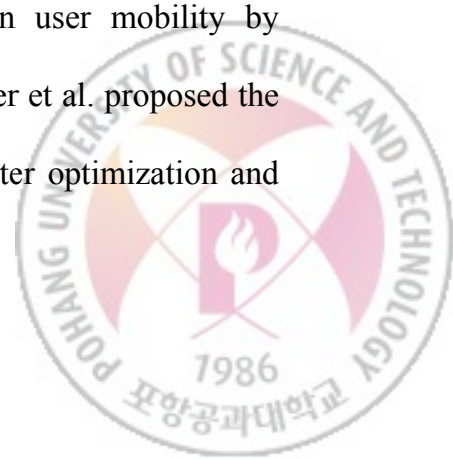 n user mobility by
er et al. proposed the
ter optimization and
POHANG UNIVERSITY OF SCIENCE AND TECHNOLOGY
P
1986
포항공과대학교